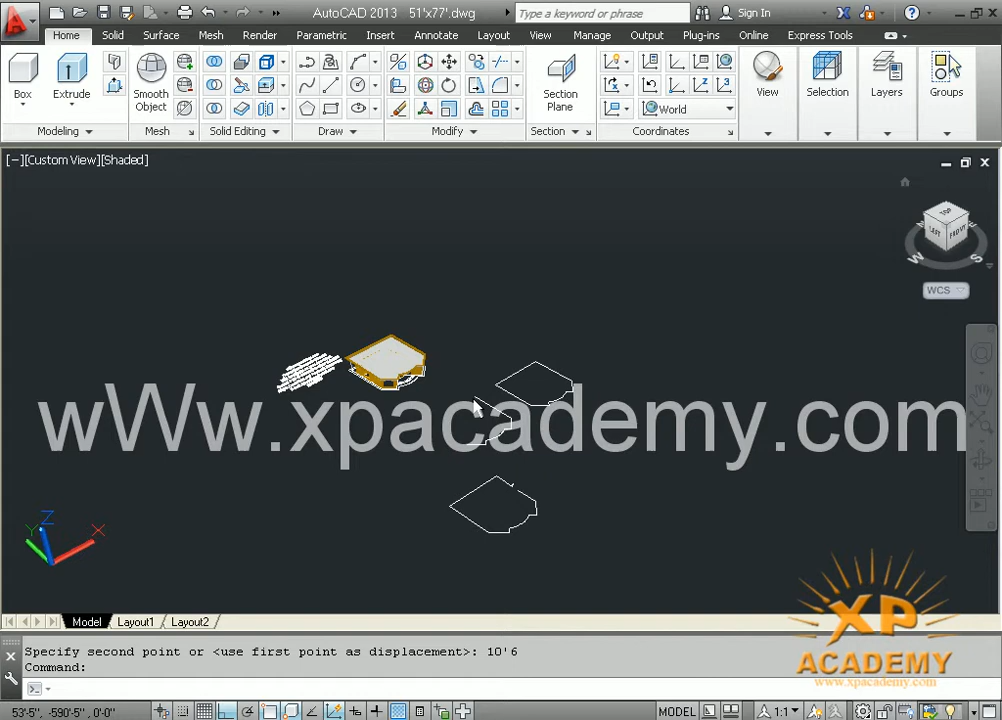 AutoCAD 2013 51'x77'.dwg
Type a keyword or phrase
Sign In
Home Solid Surface Mesh Render Parametric Insert Annotate Layout View Manage Output Plug-ins Online Express Tools
Box
Extrude
Smooth
Object
Section
Plane
World
View
Selection
Layers
Groups
Modeling
Mesh
Solid Editing
Draw
Modify
Section
Coordinates
[−][Custom View][Shaded]
TOP
LEFT
FRONT
W
S
WCS
wWw.xpacademy.com
Z
Y
X
Model Layout1 Layout2
XP
ACADEMY
www.xpacademy.com
Specify second point or <use first point as displacement>: 10'6
Command:
53'-5", -590'-5", 0'-0"
MODEL
1:1